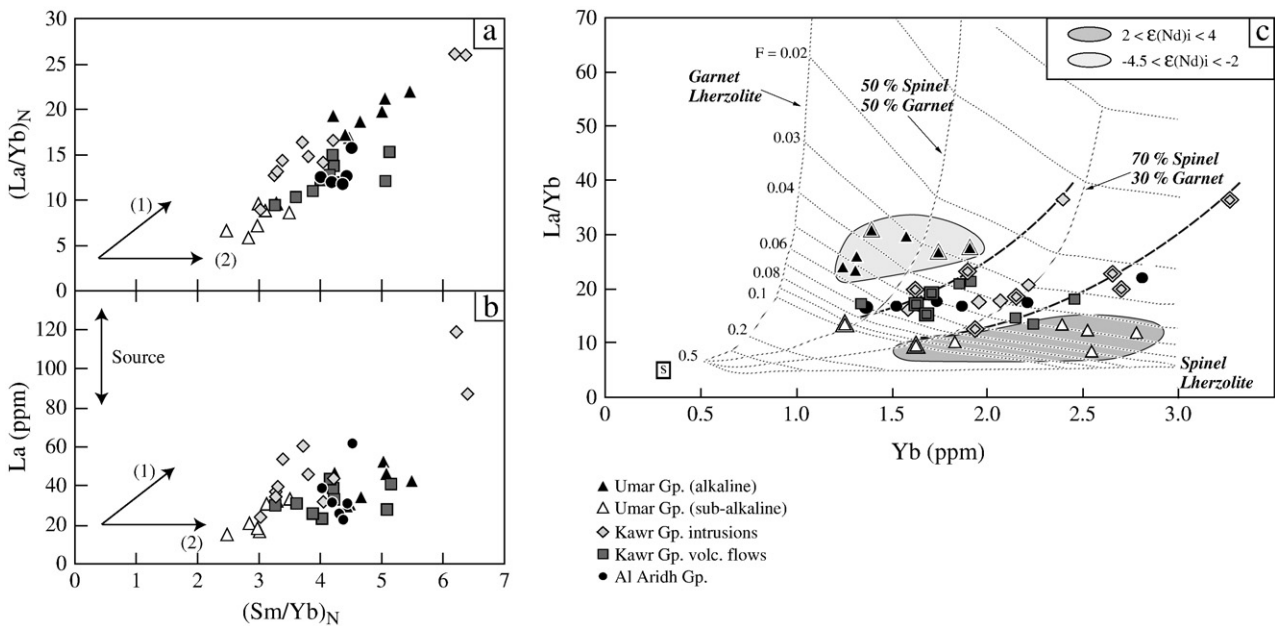 30
25
20
15
10
5
0
(La/Yb)N
a
(1)
(2)
120
100
80
60
40
20
0
La (ppm)
b
Source
(1)
(2)
0
1
2
3
4
5
6
7
(Sm/Yb)N
70
60
50
40
30
20
10
0
La/Yb
c
2 < ε(Nd)i < 4
-4.5 < ε(Nd)i < -2
F = 0.02
0.03
0.04
0.06
0.08
0.1
0.2
0.5
Garnet
Lherzolite
50 % Spinel
50 % Garnet
70 % Spinel
30 % Garnet
Spinel
Lherzolite
S
0
0.5
1.0
1.5
2.0
2.5
3.0
Yb (ppm)
Umar Gp. (alkaline)
Umar Gp. (sub-alkaline)
Kawr Gp. intrusions
Kawr Gp. volc. flows
Al Aridh Gp.